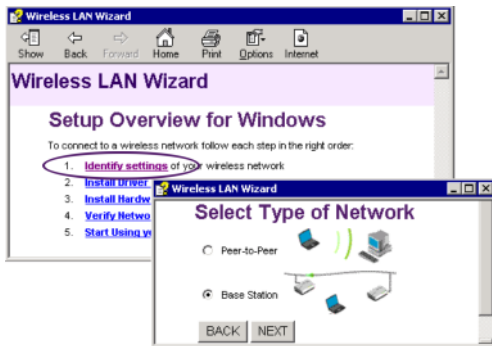 Wireless LAN Wizard
Show Back Forward Home Print Options Internet
Wireless LAN Wizard
Setup Overview for Windows
To connect to a wireless network follow each step in the right order:
1. Identify settings of your wireless network
2. Install Driver
3. Install Hardw
4. Verify Netwo
5. Start Using y
Wireless LAN Wizard
Select Type of Network
Peer-to-Peer
Base Station
BACK NEXT